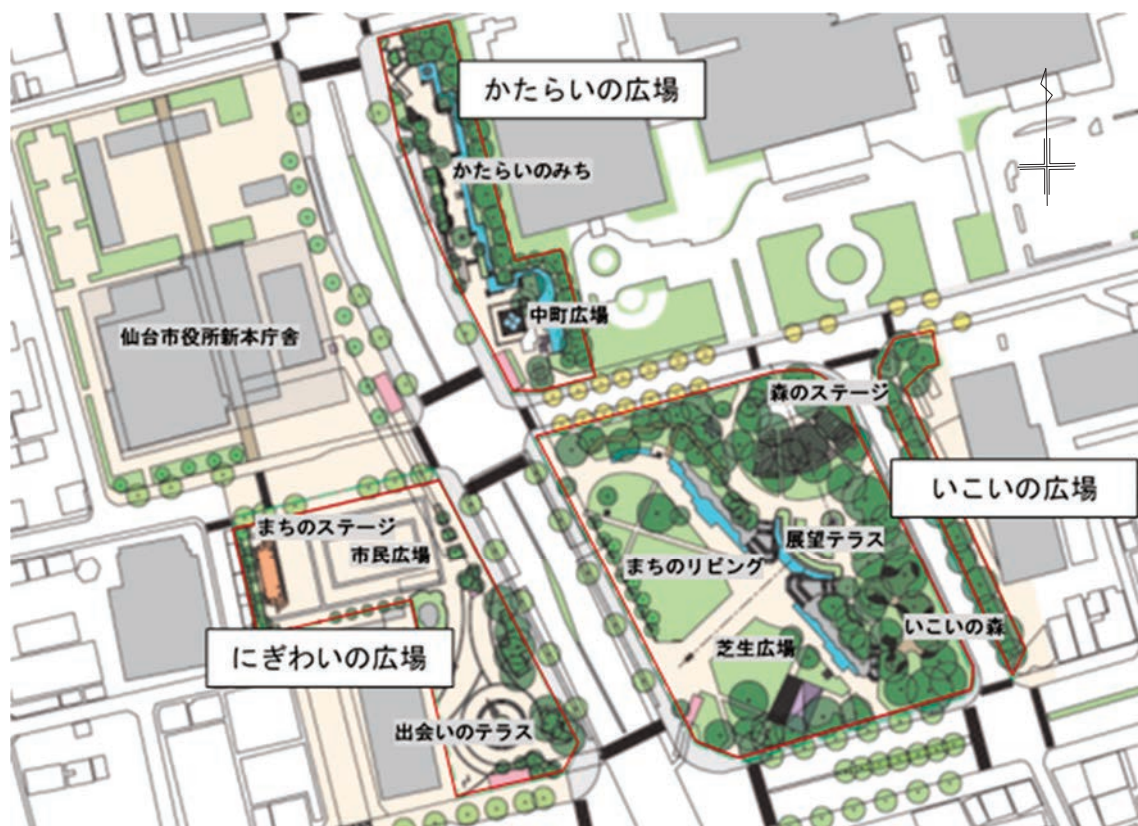 かたらいの広場
かたらいのみち
中町広場
仙台市役所新本庁舎
森のステージ
いこいの広場
まちのステージ
市民広場
展望テラス
まちのリビング
いこいの森
にぎわいの広場
芝生広場
出会いのテラス